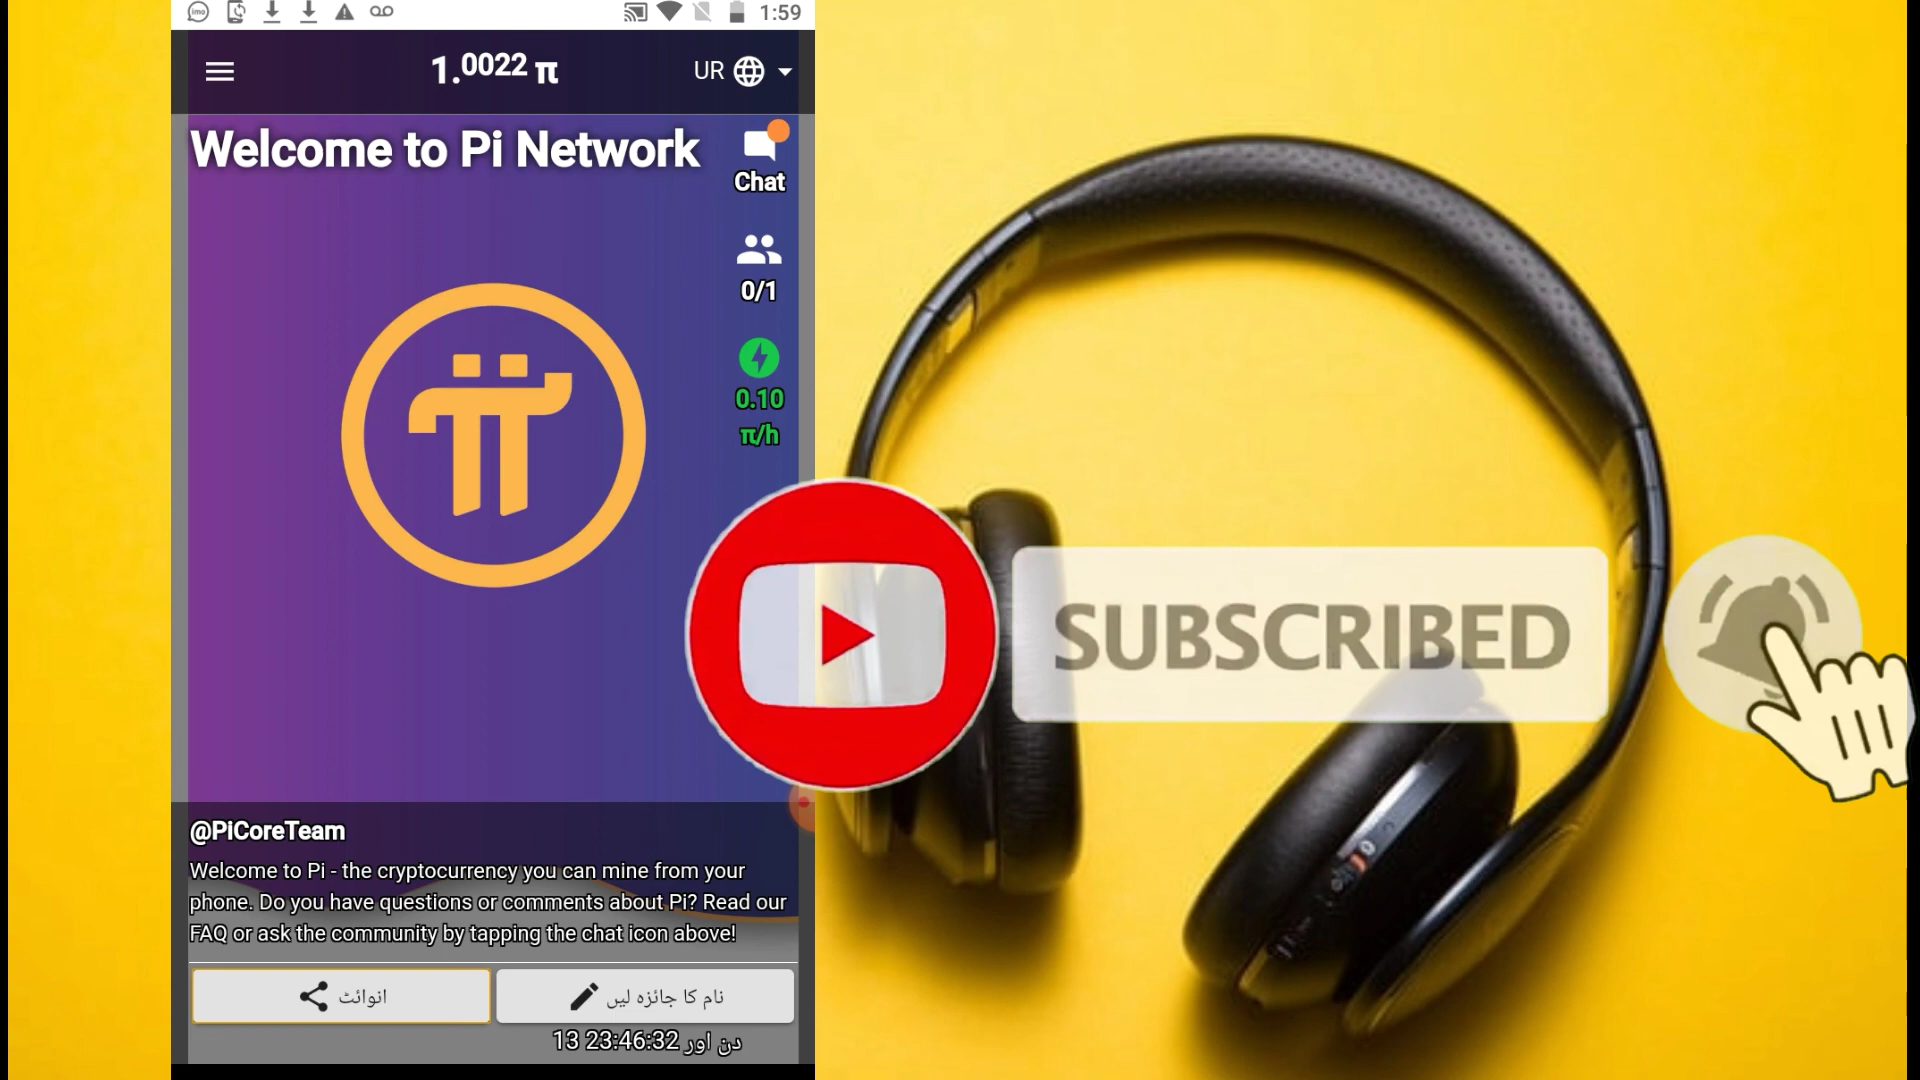 imo
1:59
1.0022 π
UR
Welcome to Pi Network
Chat
0/1
0.10
π/h
SUBSCRIBED
@PiCoreTeam
Welcome to Pi - the cryptocurrency you can mine from your
phone. Do you have questions or comments about Pi? Read our
FAQ or ask the community by tapping the chat icon above!
انوائٹ
نام کا جائزہ لیں
13 23:46:32 دن اور